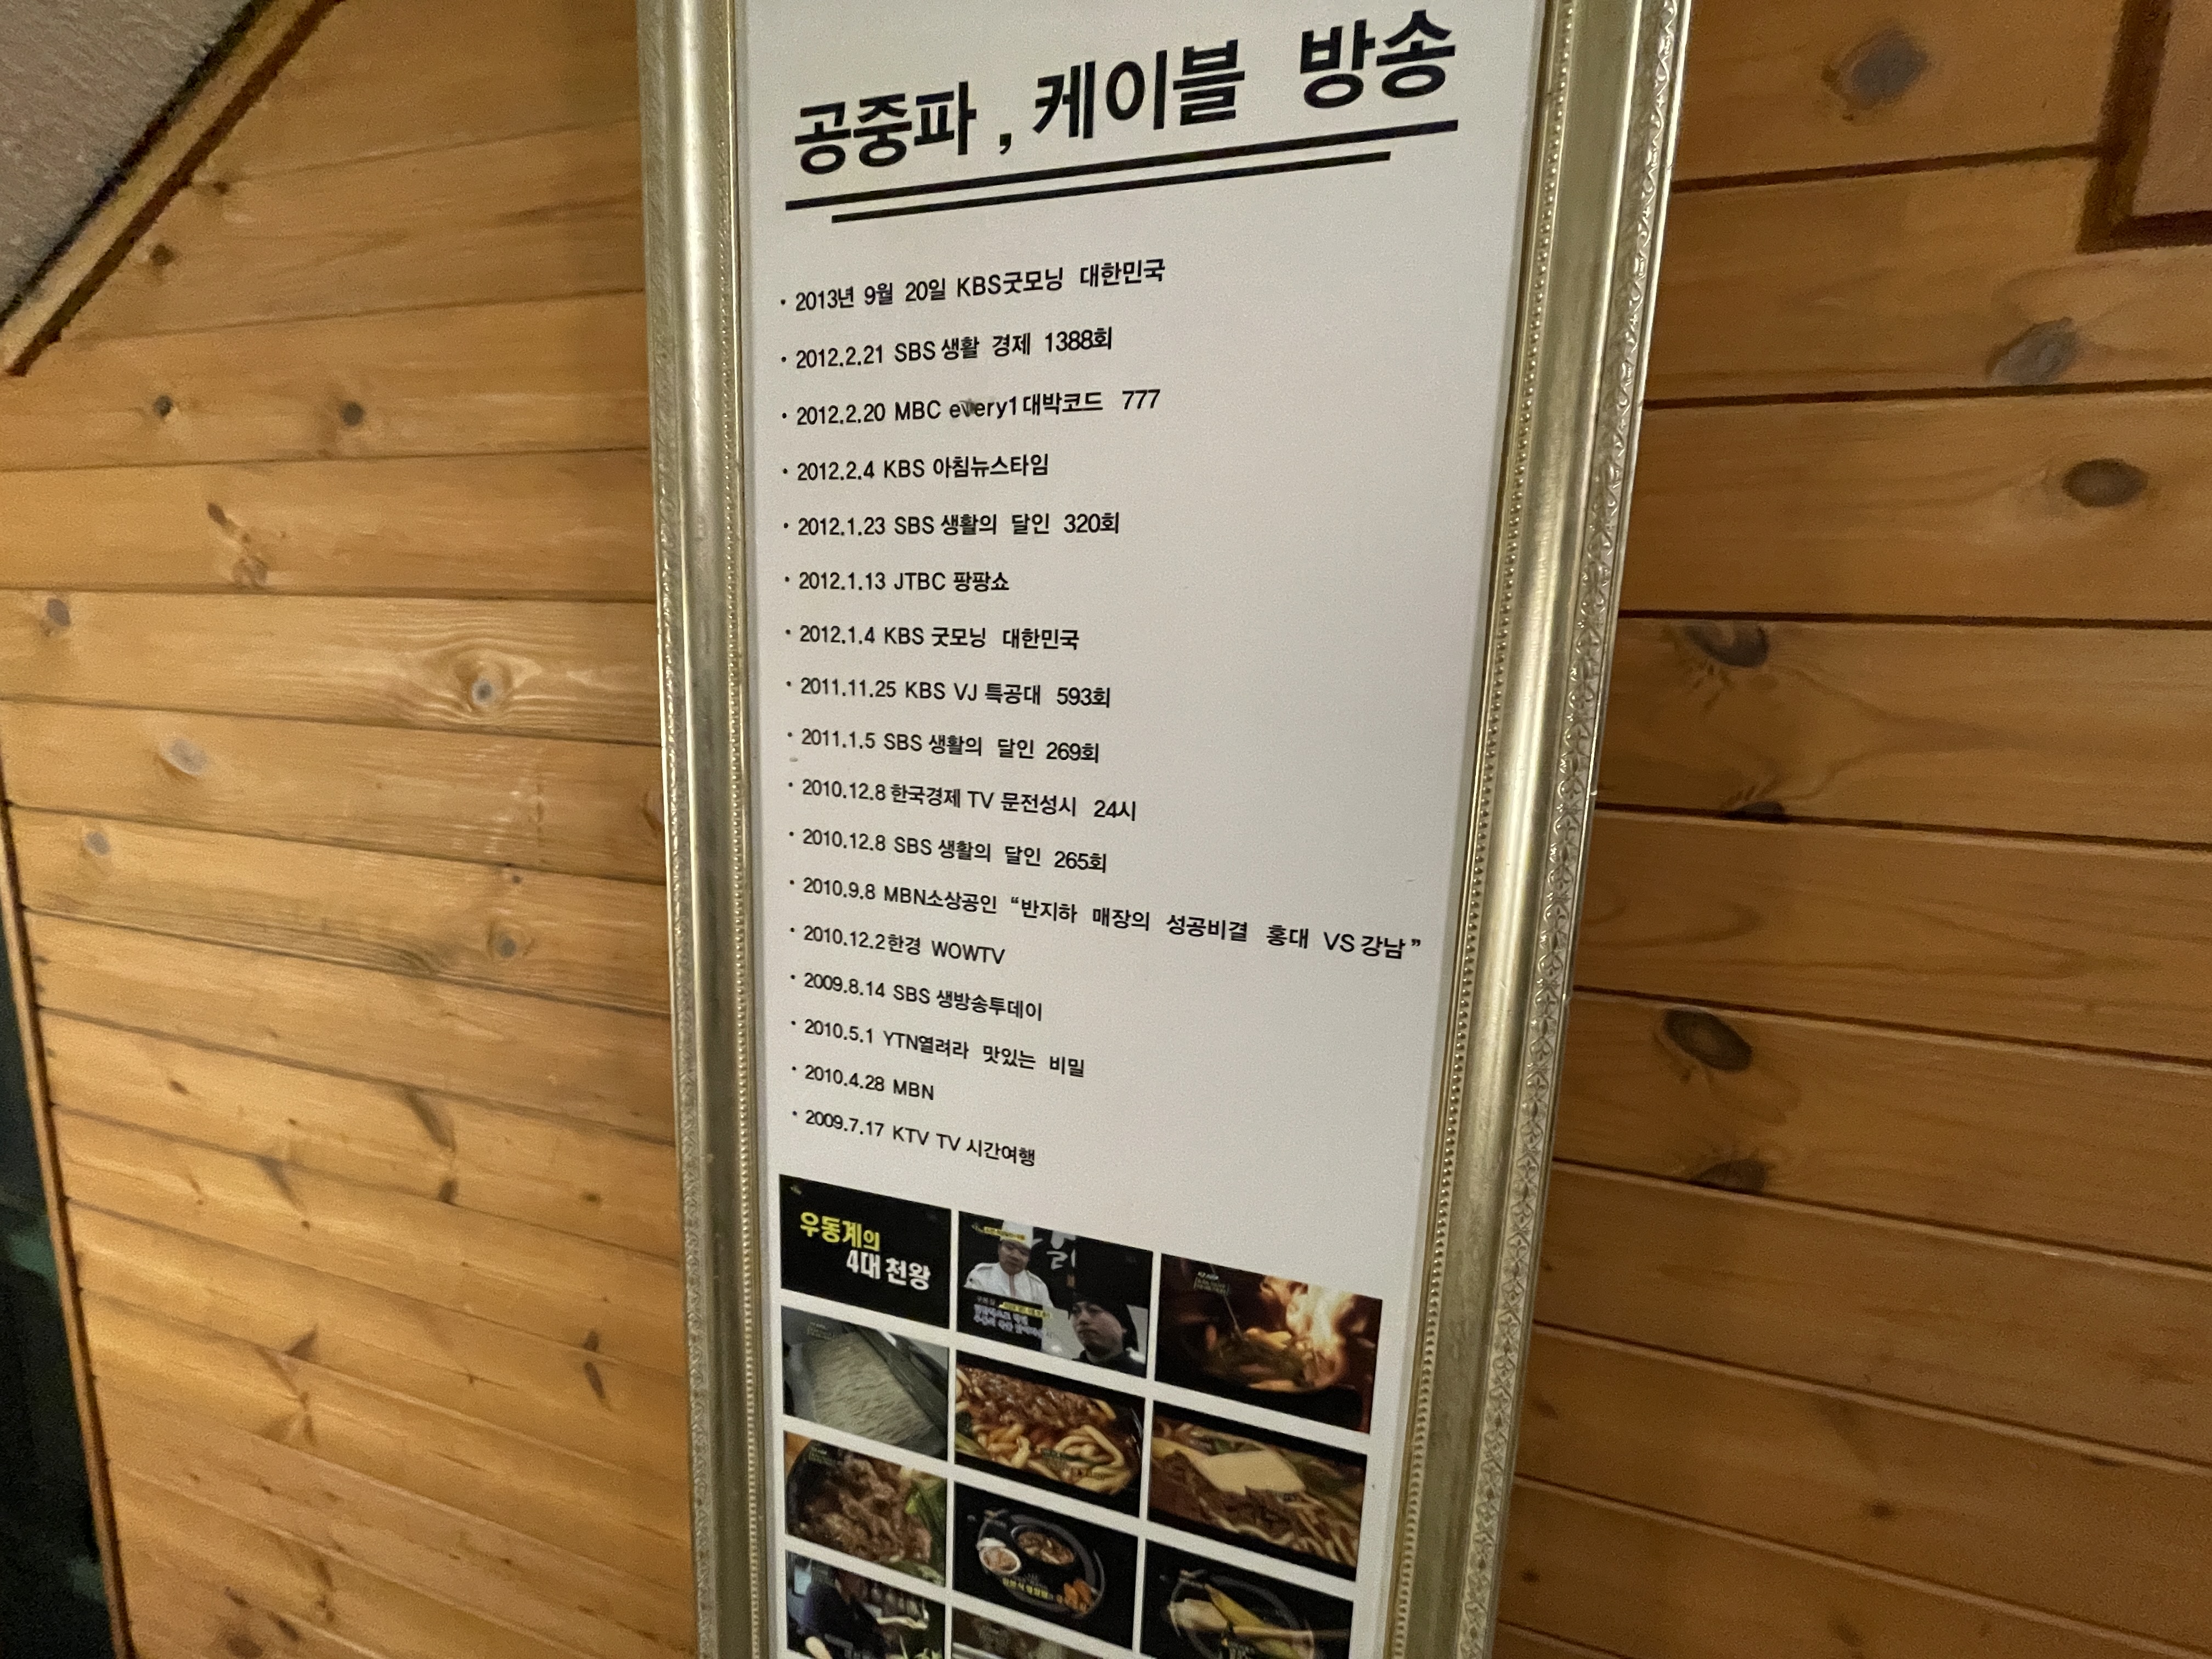 공중파 , 케이블 방송
· 2013년 9월 20일 KBS굿모닝 대한민국
· 2012.2.21 SBS 생활 경제 1388회
· 2012.2.20 MBC every1 대박코드 777
· 2012.2.4 KBS 아침뉴스타임
· 2012.1.23 SBS 생활의 달인 320회
· 2012.1.13 JTBC 팡팡쇼
· 2012.1.4 KBS 굿모닝 대한민국
· 2011.11.25 KBS VJ 특공대 593회
· 2011.1.5 SBS 생활의 달인 269회
· 2010.12.8 한국경제 TV 문전성시 24시
· 2010.12.8 SBS 생활의 달인 265회
· 2010.9.8 MBN소상공인 “반지하 매장의 성공비결 홍대 VS 강남”
· 2010.12.2한경 WOWTV
· 2009.8.14 SBS 생방송투데이
· 2010.5.1 YTN열려라 맛있는 비밀
· 2010.4.28 MBN
· 2009.7.17 KTV TV 시간여행
우동계의
4대 천왕